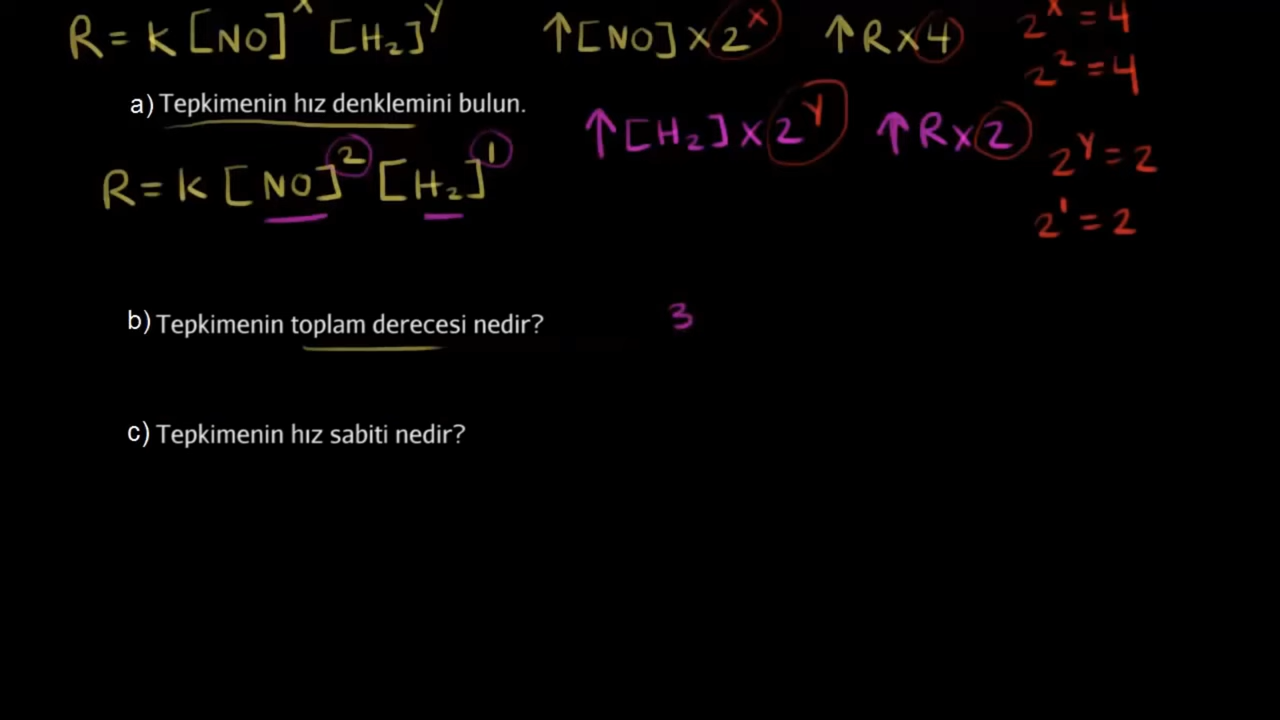 R = K [NO]^x [H₂]^y ↑[NO] x 2^x ↑R x 4 2^x = 4
2² = 4
a) Tepkimenin hız denklemini bulun.
↑[H₂] x 2^y ↑R x 2
2^y = 2
R = K [NO]² [H₂]¹
2¹ = 2
b) Tepkimenin toplam derecesi nedir? 3
c) Tepkimenin hız sabiti nedir?